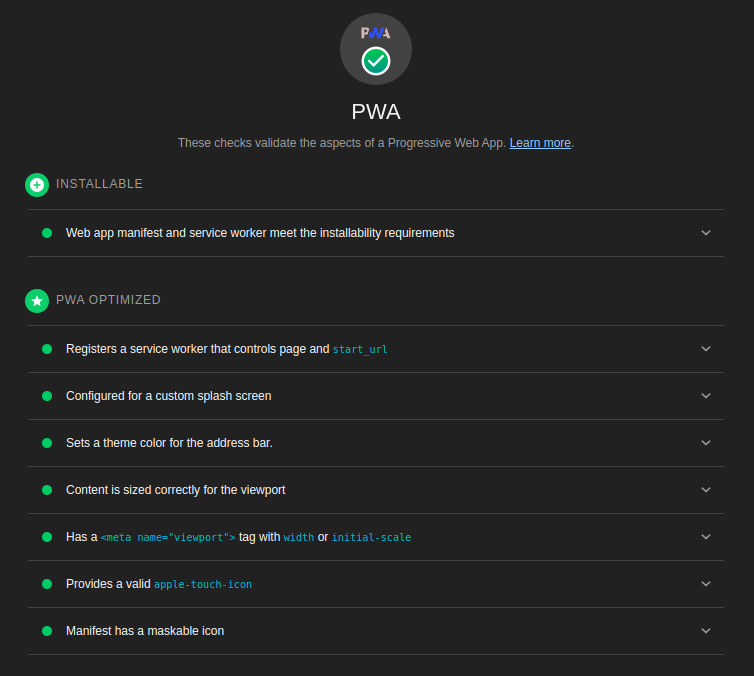 PWA
PWA
These checks validate the aspects of a Progressive Web App. Learn more.
INSTALLABLE
Web app manifest and service worker meet the installability requirements
PWA OPTIMIZED
Registers a service worker that controls page and start_url
Configured for a custom splash screen
Sets a theme color for the address bar.
Content is sized correctly for the viewport
Has a <meta name="viewport"> tag with width or initial-scale
Provides a valid apple-touch-icon
Manifest has a maskable icon